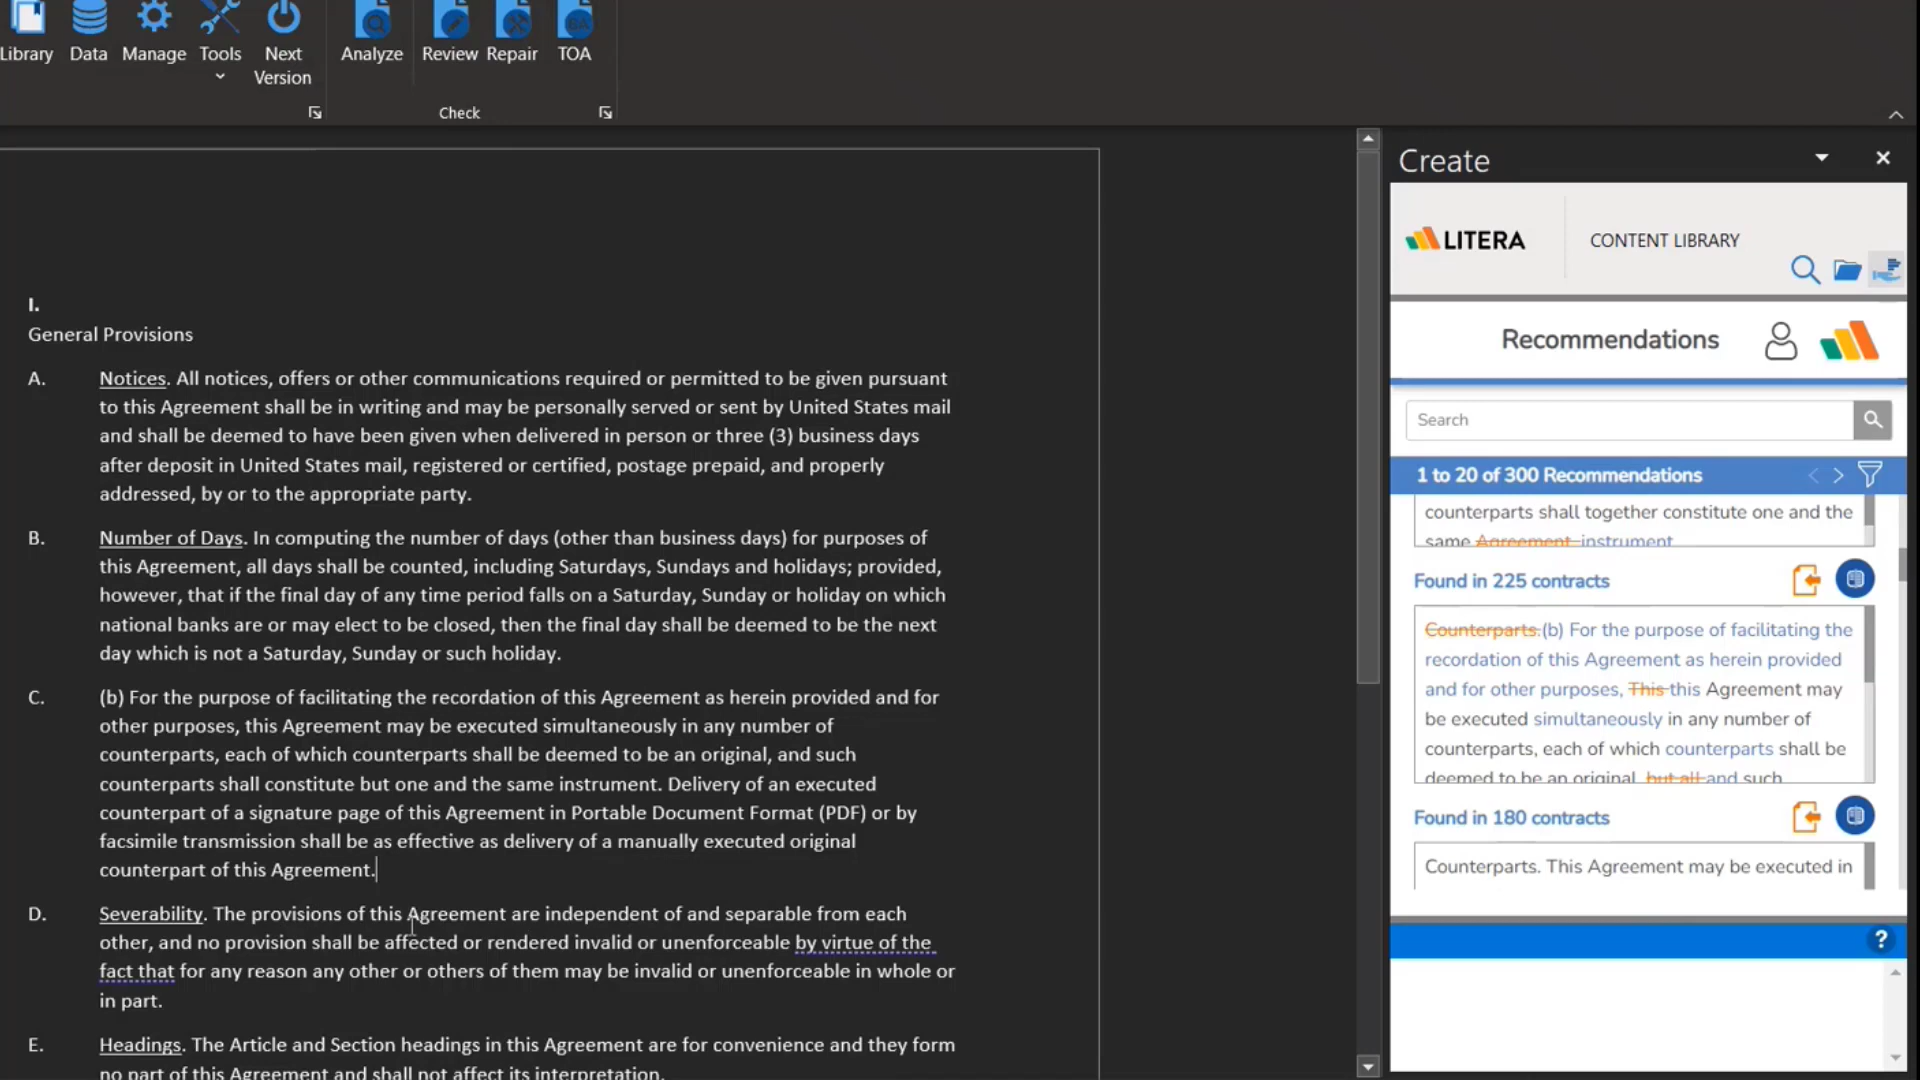 Library
Data
Manage
Tools
Next
Version
Analyze
Review
Repair
TOA
Check
I.
General Provisions
A. Notices. All notices, offers or other communications required or permitted to be given pursuant
to this Agreement shall be in writing and may be personally served or sent by United States mail
and shall be deemed to have been given when delivered in person or three (3) business days
after deposit in United States mail, registered or certified, postage prepaid, and properly
addressed, by or to the appropriate party.
B. Number of Days. In computing the number of days (other than business days) for purposes of
this Agreement, all days shall be counted, including Saturdays, Sundays and holidays; provided,
however, that if the final day of any time period falls on a Saturday, Sunday or holiday on which
national banks are or may elect to be closed, then the final day shall be deemed to be the next
day which is not a Saturday, Sunday or such holiday.
C. (b) For the purpose of facilitating the recordation of this Agreement as herein provided and for
other purposes, this Agreement may be executed simultaneously in any number of
counterparts, each of which counterparts shall be deemed to be an original, and such
counterparts shall constitute but one and the same instrument. Delivery of an executed
counterpart of a signature page of this Agreement in Portable Document Format (PDF) or by
facsimile transmission shall be as effective as delivery of a manually executed original
counterpart of this Agreement.
D. Severability. The provisions of this Agreement are independent of and separable from each
other, and no provision shall be affected or rendered invalid or unenforceable by virtue of the
fact that for any reason any other or others of them may be invalid or unenforceable in whole or
in part.
E. Headings. The Article and Section headings in this Agreement are for convenience and they form
no part of this Agreement and shall not affect its interpretation.
Create
LITERA
CONTENT LIBRARY
Recommendations
Search
1 to 20 of 300 Recommendations
counterparts shall together constitute one and the
same Agreement instrument
Found in 225 contracts
Counterparts.(b) For the purpose of facilitating the
recordation of this Agreement as herein provided
and for other purposes, This this Agreement may
be executed simultaneously in any number of
counterparts, each of which counterparts shall be
deemed to be an original, but all and such
Found in 180 contracts
Counterparts. This Agreement may be executed in
?